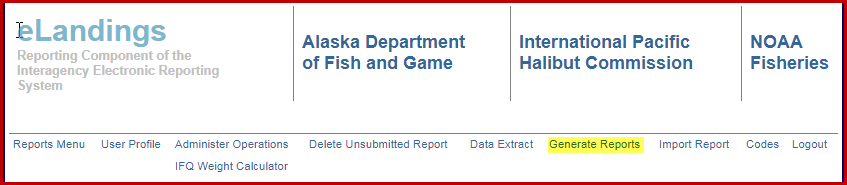 eLandings
Reporting Component of the
Interagency Electronic Reporting
System
Alaska Department
of Fish and Game
International Pacific
Halibut Commission
NOAA
Fisheries
Reports Menu User Profile Administer Operations Delete Unsubmitted Report Data Extract Generate Reports Import Report Codes Logout
IFQ Weight Calculator